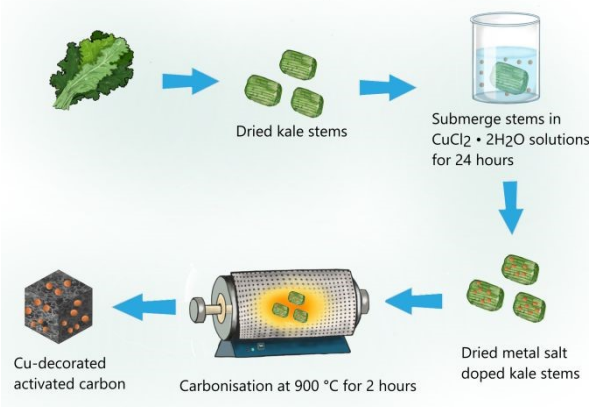 Dried kale stems
Submerge stems in
CuCl2 • 2H2O solutions
for 24 hours
Dried metal salt
doped kale stems
Carbonisation at 900 °C for 2 hours
Cu-decorated
activated carbon